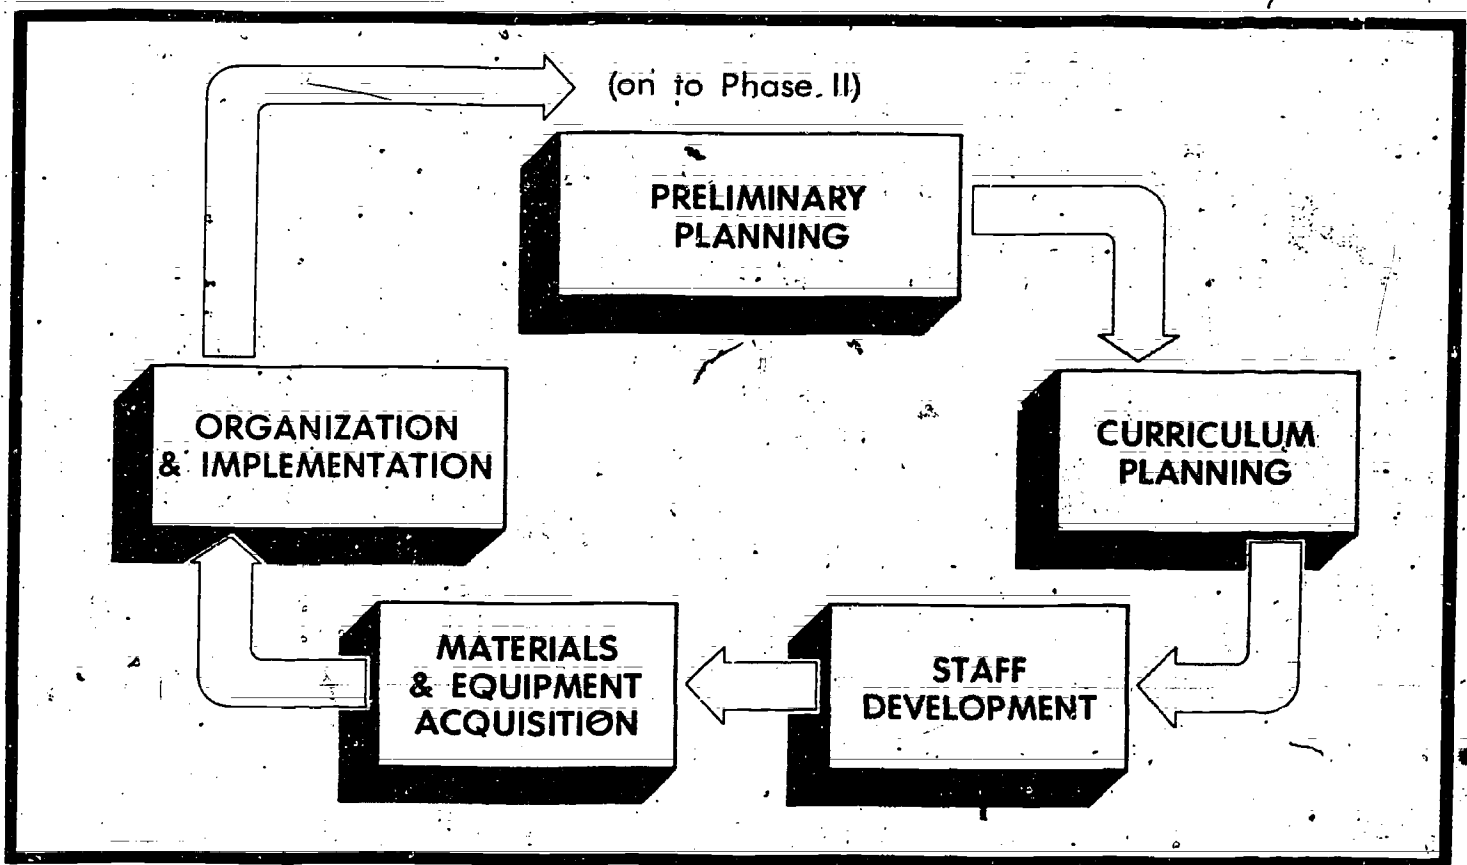 (on to Phase II)
PRELIMINARY
PLANNING
CURRICULUM
PLANNING
STAFF
DEVELOPMENT
MATERIALS
& EQUIPMENT
ACQUISITION
ORGANIZATION
& IMPLEMENTATION